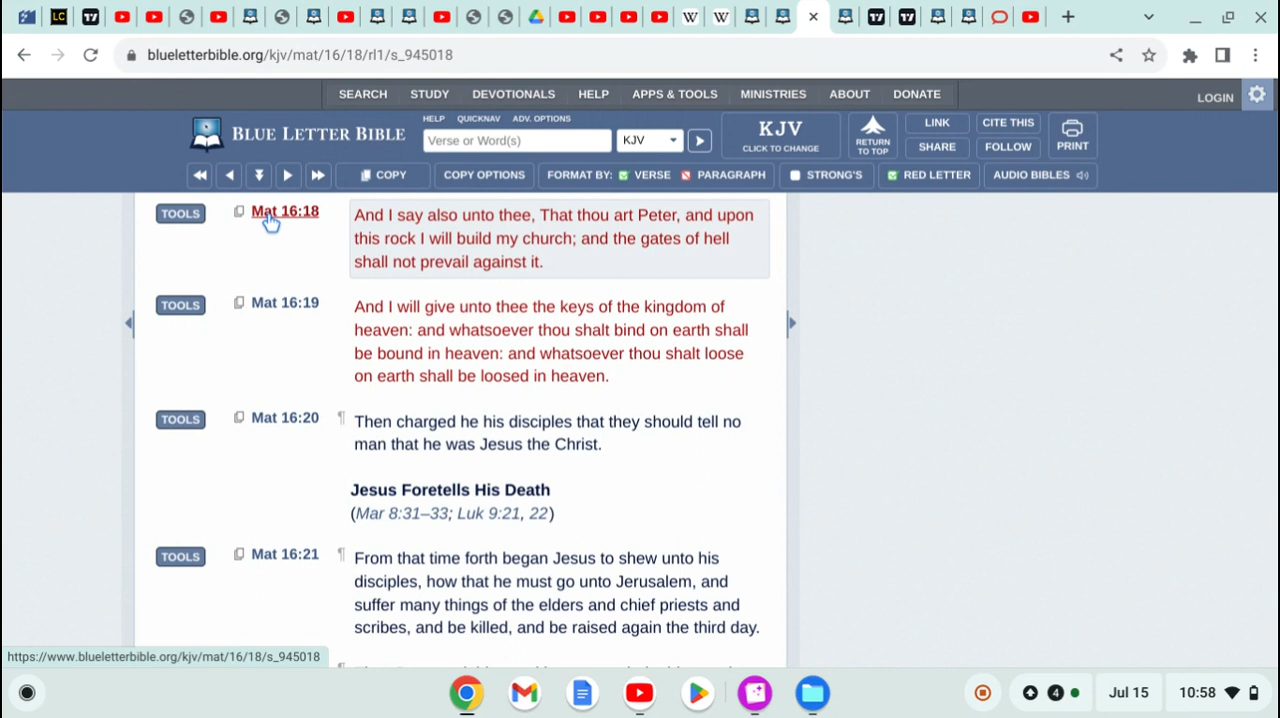 LC
W W
blueletterbible.org/kjv/mat/16/18/rl1/s_945018
SEARCH STUDY DEVOTIONALS HELP APPS & TOOLS MINISTRIES ABOUT DONATE LOGIN
BLUE LETTER BIBLE
HELP QUICKNAV ADV. OPTIONS
Verse or Word(s) KJV
KJV
CLICK TO CHANGE
RETURN
TO TOP
LINK CITE THIS
SHARE FOLLOW
PRINT
COPY COPY OPTIONS FORMAT BY: VERSE PARAGRAPH STRONG'S RED LETTER AUDIO BIBLES
TOOLS Mat 16:18 And I say also unto thee, That thou art Peter, and upon
this rock I will build my church; and the gates of hell
shall not prevail against it.
TOOLS Mat 16:19 And I will give unto thee the keys of the kingdom of
heaven: and whatsoever thou shalt bind on earth shall
be bound in heaven: and whatsoever thou shalt loose
on earth shall be loosed in heaven.
TOOLS Mat 16:20 ¶ Then charged he his disciples that they should tell no
man that he was Jesus the Christ.
Jesus Foretells His Death
(Mar 8:31–33; Luk 9:21, 22)
TOOLS Mat 16:21 ¶ From that time forth began Jesus to shew unto his
disciples, how that he must go unto Jerusalem, and
suffer many things of the elders and chief priests and
scribes, and be killed, and be raised again the third day.
https://www.blueletterbible.org/kjv/mat/16/18/s_945018
4 Jul 15 10:58